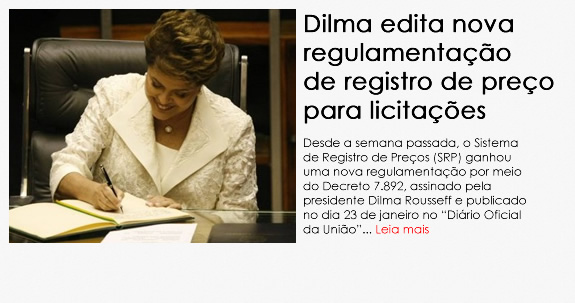 Dilma edita nova
regulamentação
de registro de preço
para licitações
Desde a semana passada, o Sistema
de Registro de Preços (SRP) ganhou
uma nova regulamentação por meio
do Decreto 7.892, assinado pela
presidente Dilma Rousseff e publicado
no dia 23 de janeiro no “Diário Oficial
da União”... Leia mais